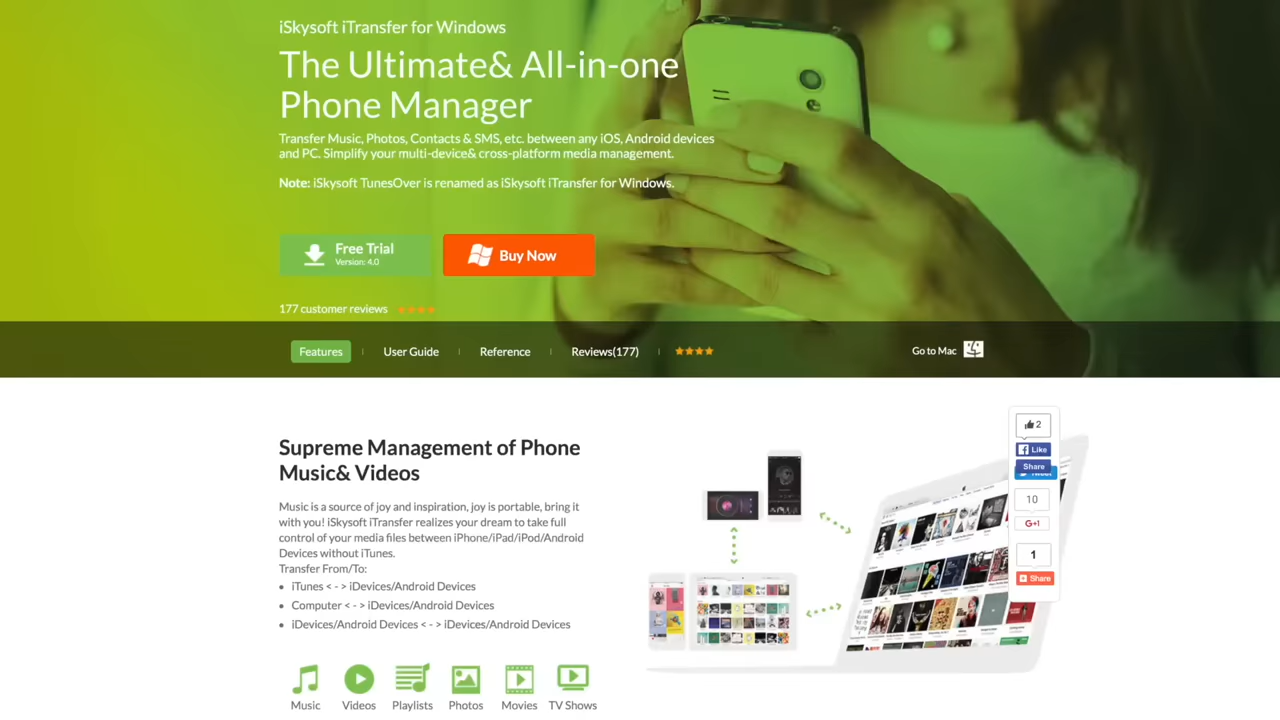 iSkysoft iTransfer for Windows
The Ultimate& All-in-one
Phone Manager
Transfer Music, Photos, Contacts & SMS, etc. between any iOS, Android devices
and PC. Simplify your multi-device& cross-platform media management.
Note: iSkysoft TunesOver is renamed as iSkysoft iTransfer for Windows.
Free Trial
Version: 4.0
Buy Now
177 customer reviews
Features
User Guide
Reference
Reviews(177)
Go to Mac
Supreme Management of Phone
Music& Videos
Music is a source of joy and inspiration, joy is portable, bring it
with you! iSkysoft iTransfer realizes your dream to take full
control of your media files between iPhone/iPad/iPod/Android
Devices without iTunes.
Transfer From/To:
iTunes < - > iDevices/Android Devices
Computer < - > iDevices/Android Devices
iDevices/Android Devices < - > iDevices/Android Devices
Music
Videos
Playlists
Photos
Movies
TV Shows
2
Like
Share
10
G+1
1
Share